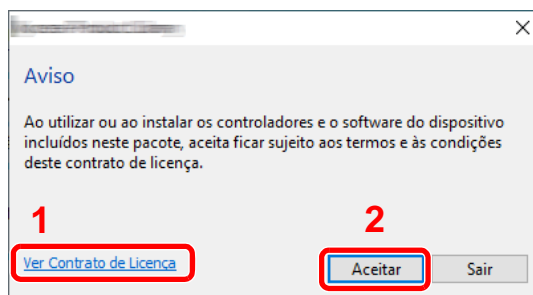 Aviso
Ao utilizar ou ao instalar os controladores e o software do dispositivo
incluídos neste pacote, aceita ficar sujeito aos termos e às condições
deste contrato de licença.
1
2
Ver Contrato de Licença
Aceitar
Sair